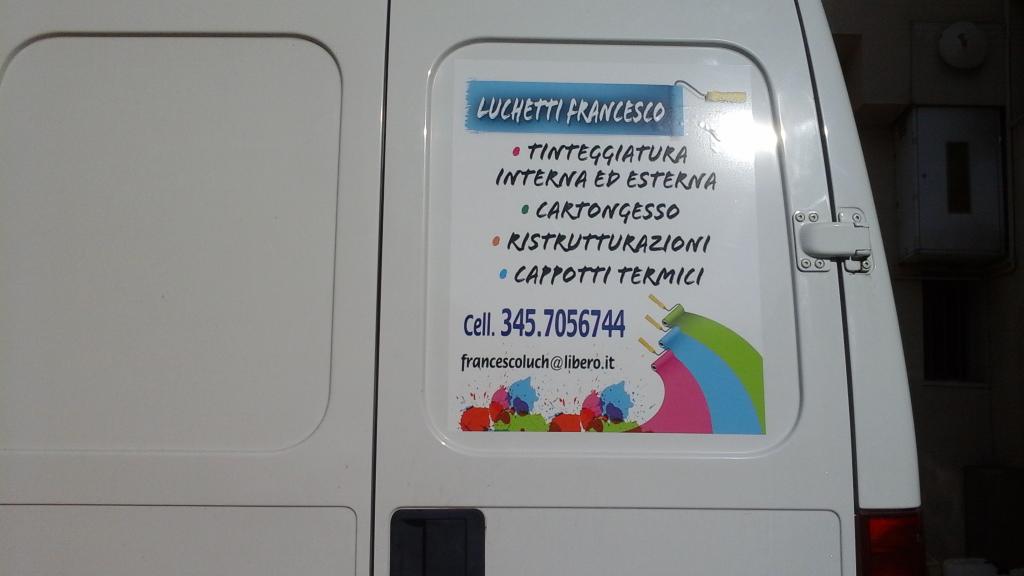 LUCHETTI FRANCESCO
• TINTEGGIATURA
INTERNA ED ESTERNA
• CARTONGESSO
• RISTRUTTURAZIONI
• CAPPOTTI TERMICI
Cell. 345.7056744
francescoluch@libero.it